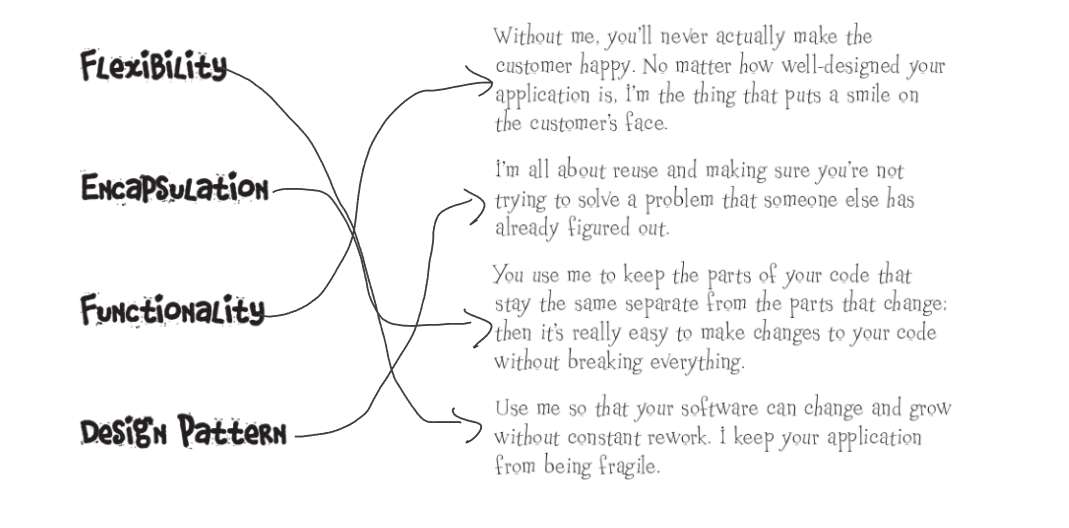 Flexibility
Without me, you'll never actually make the
customer happy. No matter how well-designed your
application is, I'm the thing that puts a smile on
the customer's face.
Encapsulation
I'm all about reuse and making sure you're not
trying to solve a problem that someone else has
already figured out.
Functionality
You use me to keep the parts of your code that
stay the same separate from the parts that change;
then it's really easy to make changes to your code
without breaking everything.
Design Pattern
Use me so that your software can change and grow
without constant rework. I keep your application
from being fragile.